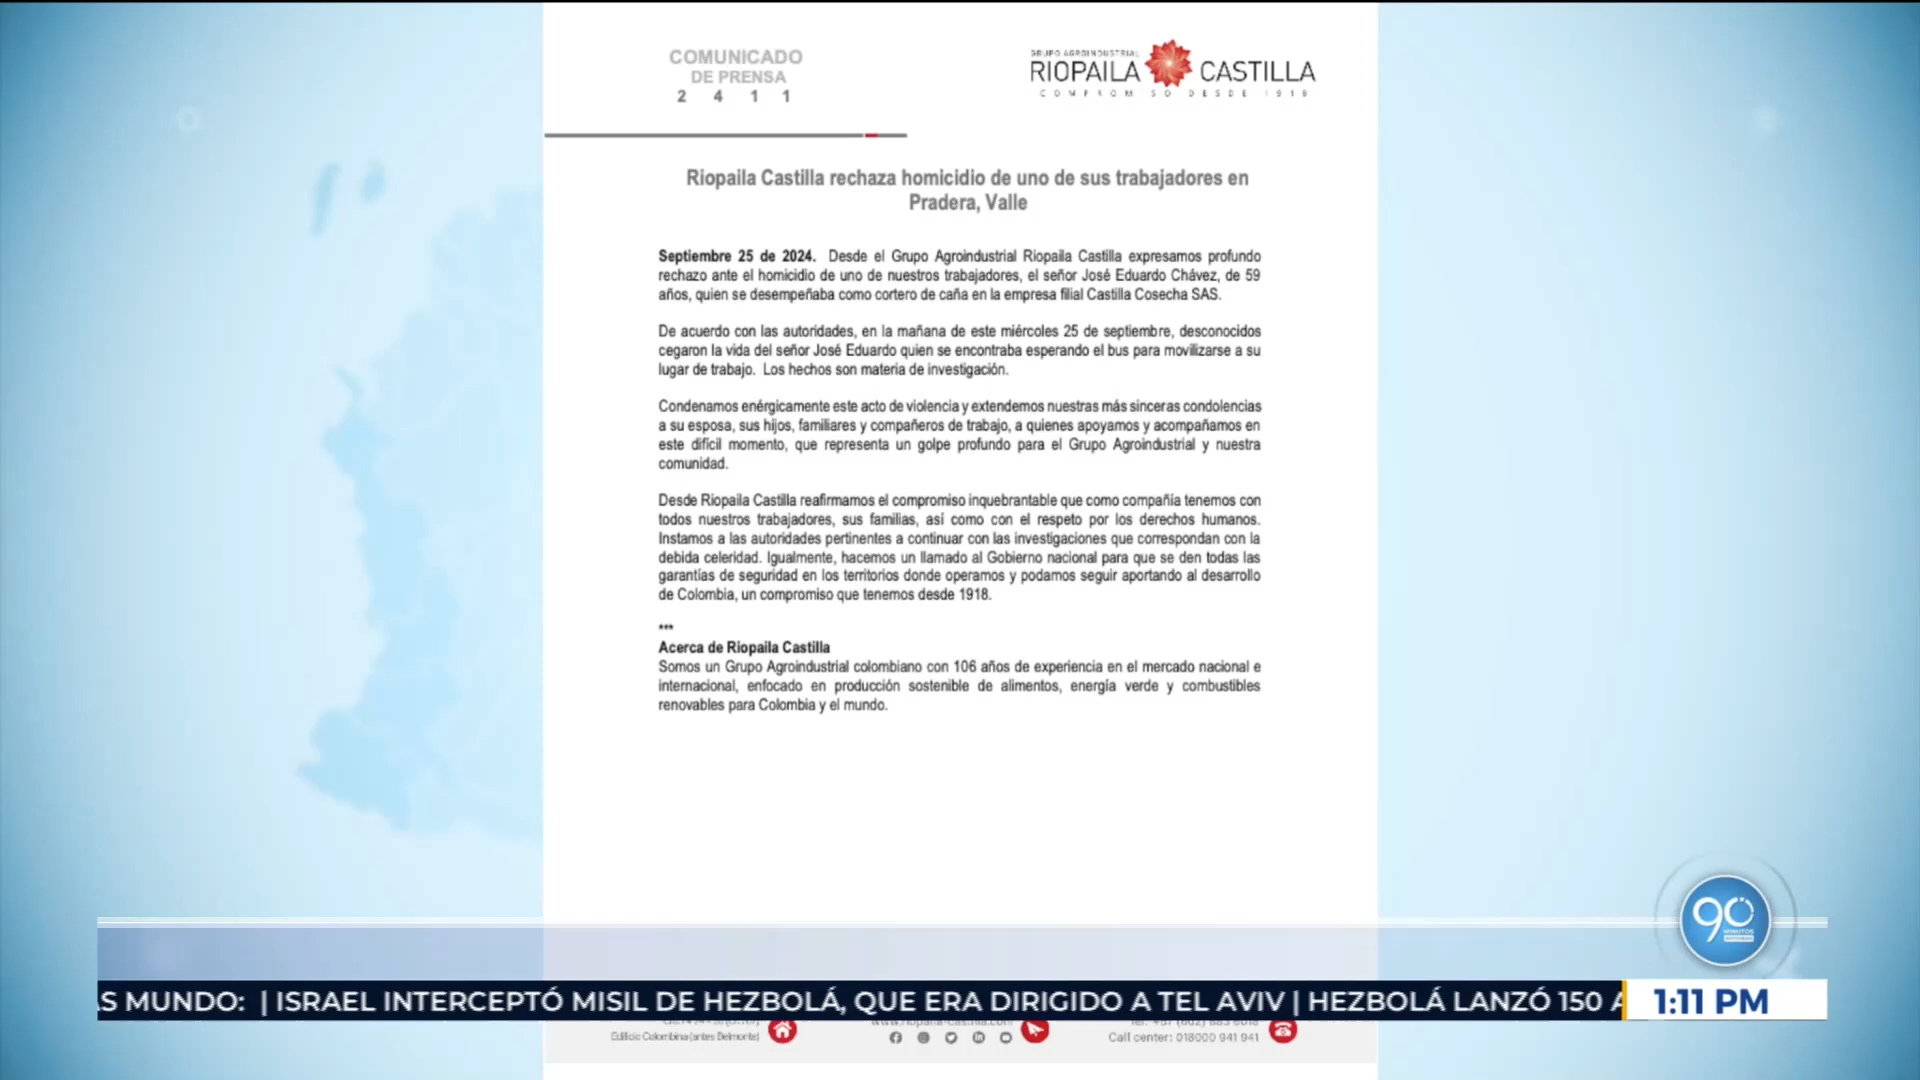 COMUNICADO
DE PRENSA
2 4 1 1
GRUPO AGROINDUSTRIAL
RIOPAILA CASTILLA
COMPROMISO DESDE 1918
Riopaila Castilla rechaza homicidio de uno de sus trabajadores en
Pradera, Valle
Septiembre 25 de 2024. Desde el Grupo Agroindustrial Riopaila Castilla expresamos profundo
rechazo ante el homicidio de uno de nuestros trabajadores, el señor José Eduardo Chávez, de 59
años, quien se desempeñaba como cortero de caña en la empresa filial Castilla Cosecha SAS.
De acuerdo con las autoridades, en la mañana de este miércoles 25 de septiembre, desconocidos
cegaron la vida del señor José Eduardo quien se encontraba esperando el bus para movilizarse a su
lugar de trabajo. Los hechos son materia de investigación.
Condenamos enérgicamente este acto de violencia y extendemos nuestras más sinceras condolencias
a su esposa, sus hijos, familiares y compañeros de trabajo, a quienes apoyamos y acompañamos en
este difícil momento, que representa un golpe profundo para el Grupo Agroindustrial y nuestra
comunidad.
Desde Riopaila Castilla reafirmamos el compromiso inquebrantable que como compañía tenemos con
todos nuestros trabajadores, sus familias, así como con el respeto por los derechos humanos.
Instamos a las autoridades pertinentes a continuar con las investigaciones que correspondan con la
debida celeridad. Igualmente, hacemos un llamado al Gobierno nacional para que se den todas las
garantías de seguridad en los territorios donde operamos y podamos seguir aportando al desarrollo
de Colombia, un compromiso que tenemos desde 1918.
***
Acerca de Riopaila Castilla
Somos un Grupo Agroindustrial colombiano con 106 años de experiencia en el mercado nacional e
internacional, enfocado en producción sostenible de alimentos, energía verde y combustibles
renovables para Colombia y el mundo.
90
MINUTOS
AS MUNDO: | ISRAEL INTERCEPTÓ MISIL DE HEZBOLÁ, QUE ERA DIRIGIDO A TEL AVIV | HEZBOLÁ LANZÓ 150 A
1:11 PM
www.riopaila-castilla.com
Edificio Colombina (antes Belmonte)
Call center: 018000 941 941